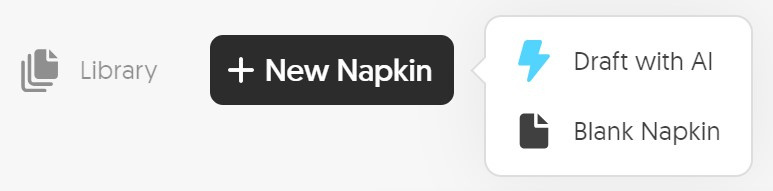 Library
+ New Napkin
Draft with AI
Blank Napkin